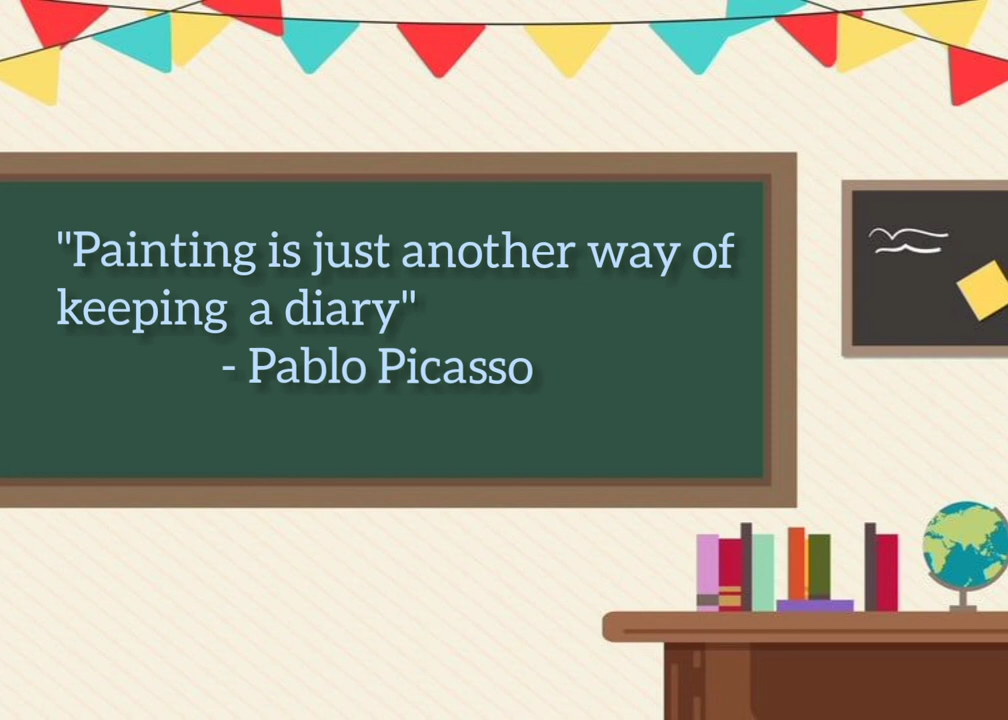 "Painting is just another way of
keeping  a diary"
- Pablo Picasso